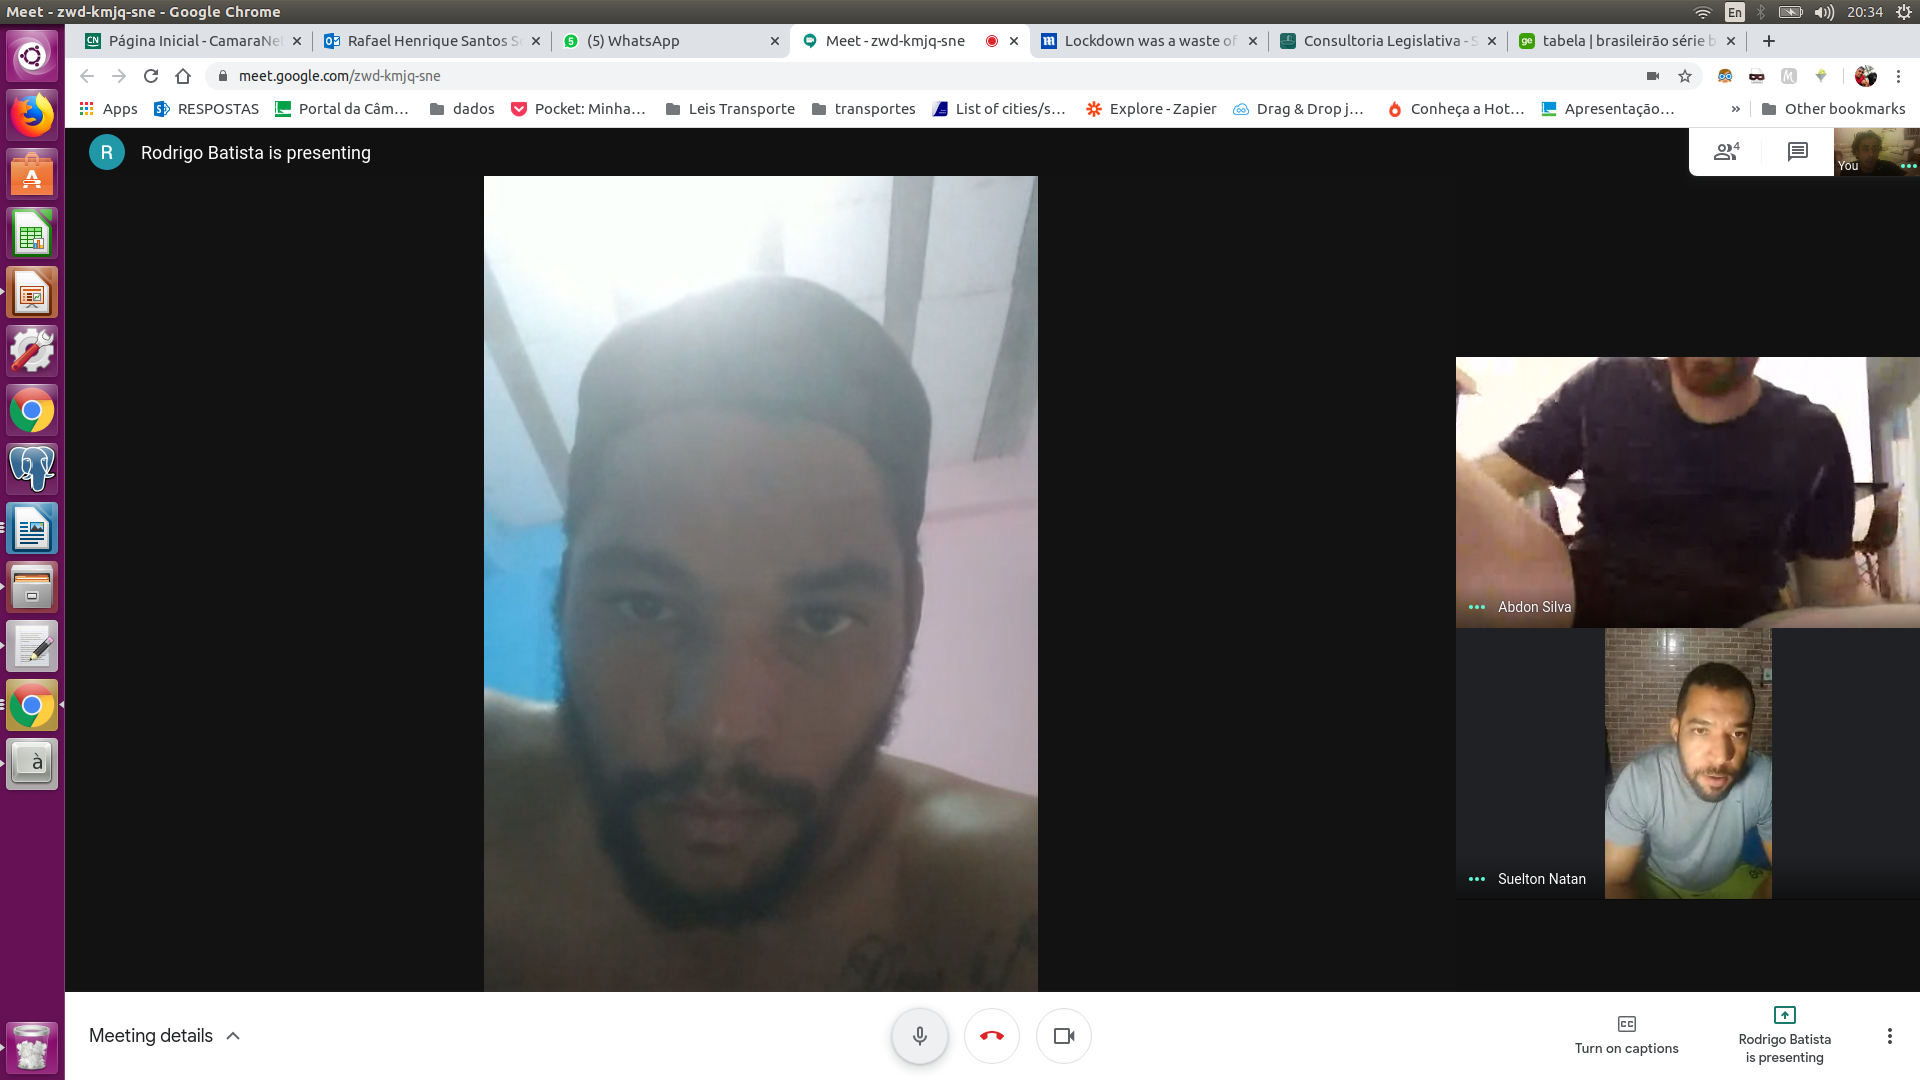 Meet - zwd-kmjq-sne - Google Chrome
En
20:34
CN Página Inicial - CamaraNe
Rafael Henrique Santos S
5 (5) WhatsApp
Meet - zwd-kmjq-sne
Lockdown was a waste of
Consultoria Legislativa - S
ge tabela | brasileirão série b
meet.google.com/zwd-kmjq-sne
Apps
RESPOSTAS
Portal da Câm...
dados
Pocket: Minha...
Leis Transporte
transportes
List of cities/s...
Explore - Zapier
Drag & Drop j...
Conheça a Hot...
Apresentação...
»
Other bookmarks
R Rodrigo Batista is presenting
4
You
Abdon Silva
Suelton Natan
à
Meeting details
CC
Turn on captions
Rodrigo Batista
is presenting